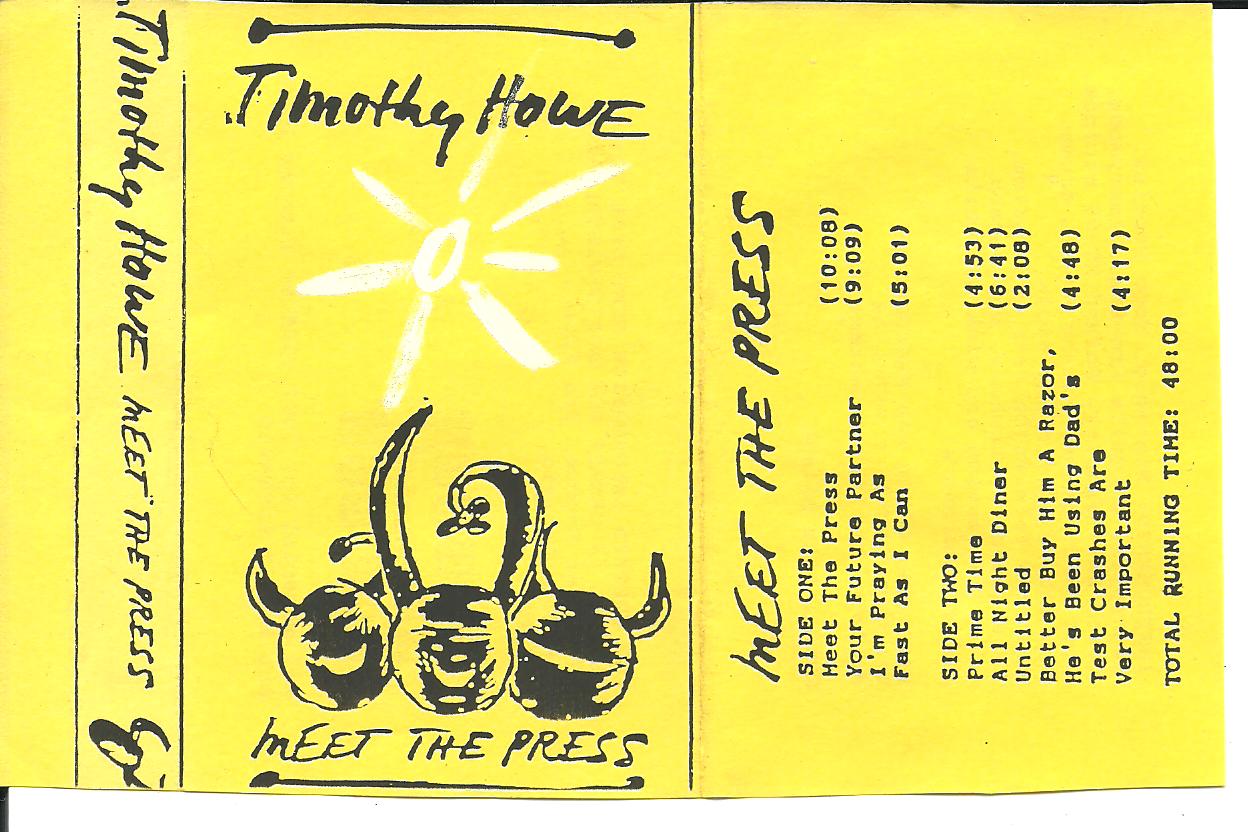 Timothy Howe MEET THE PRESS
Timothy Howe
MEET THE PRESS
MEET THE PRESS
SIDE ONE:
Meet The Press (10:08)
Your Future Partner (9:09)
I'm Praying As
Fast As I Can (5:01)
SIDE TWO:
Prime Time (4:53)
All Night Diner (6:41)
Untitled (2:08)
Better Buy Him A Razor,
He's Been Using Dad's (4:48)
Test Crashes Are
Very Important (4:17)
TOTAL RUNNING TIME: 48:00